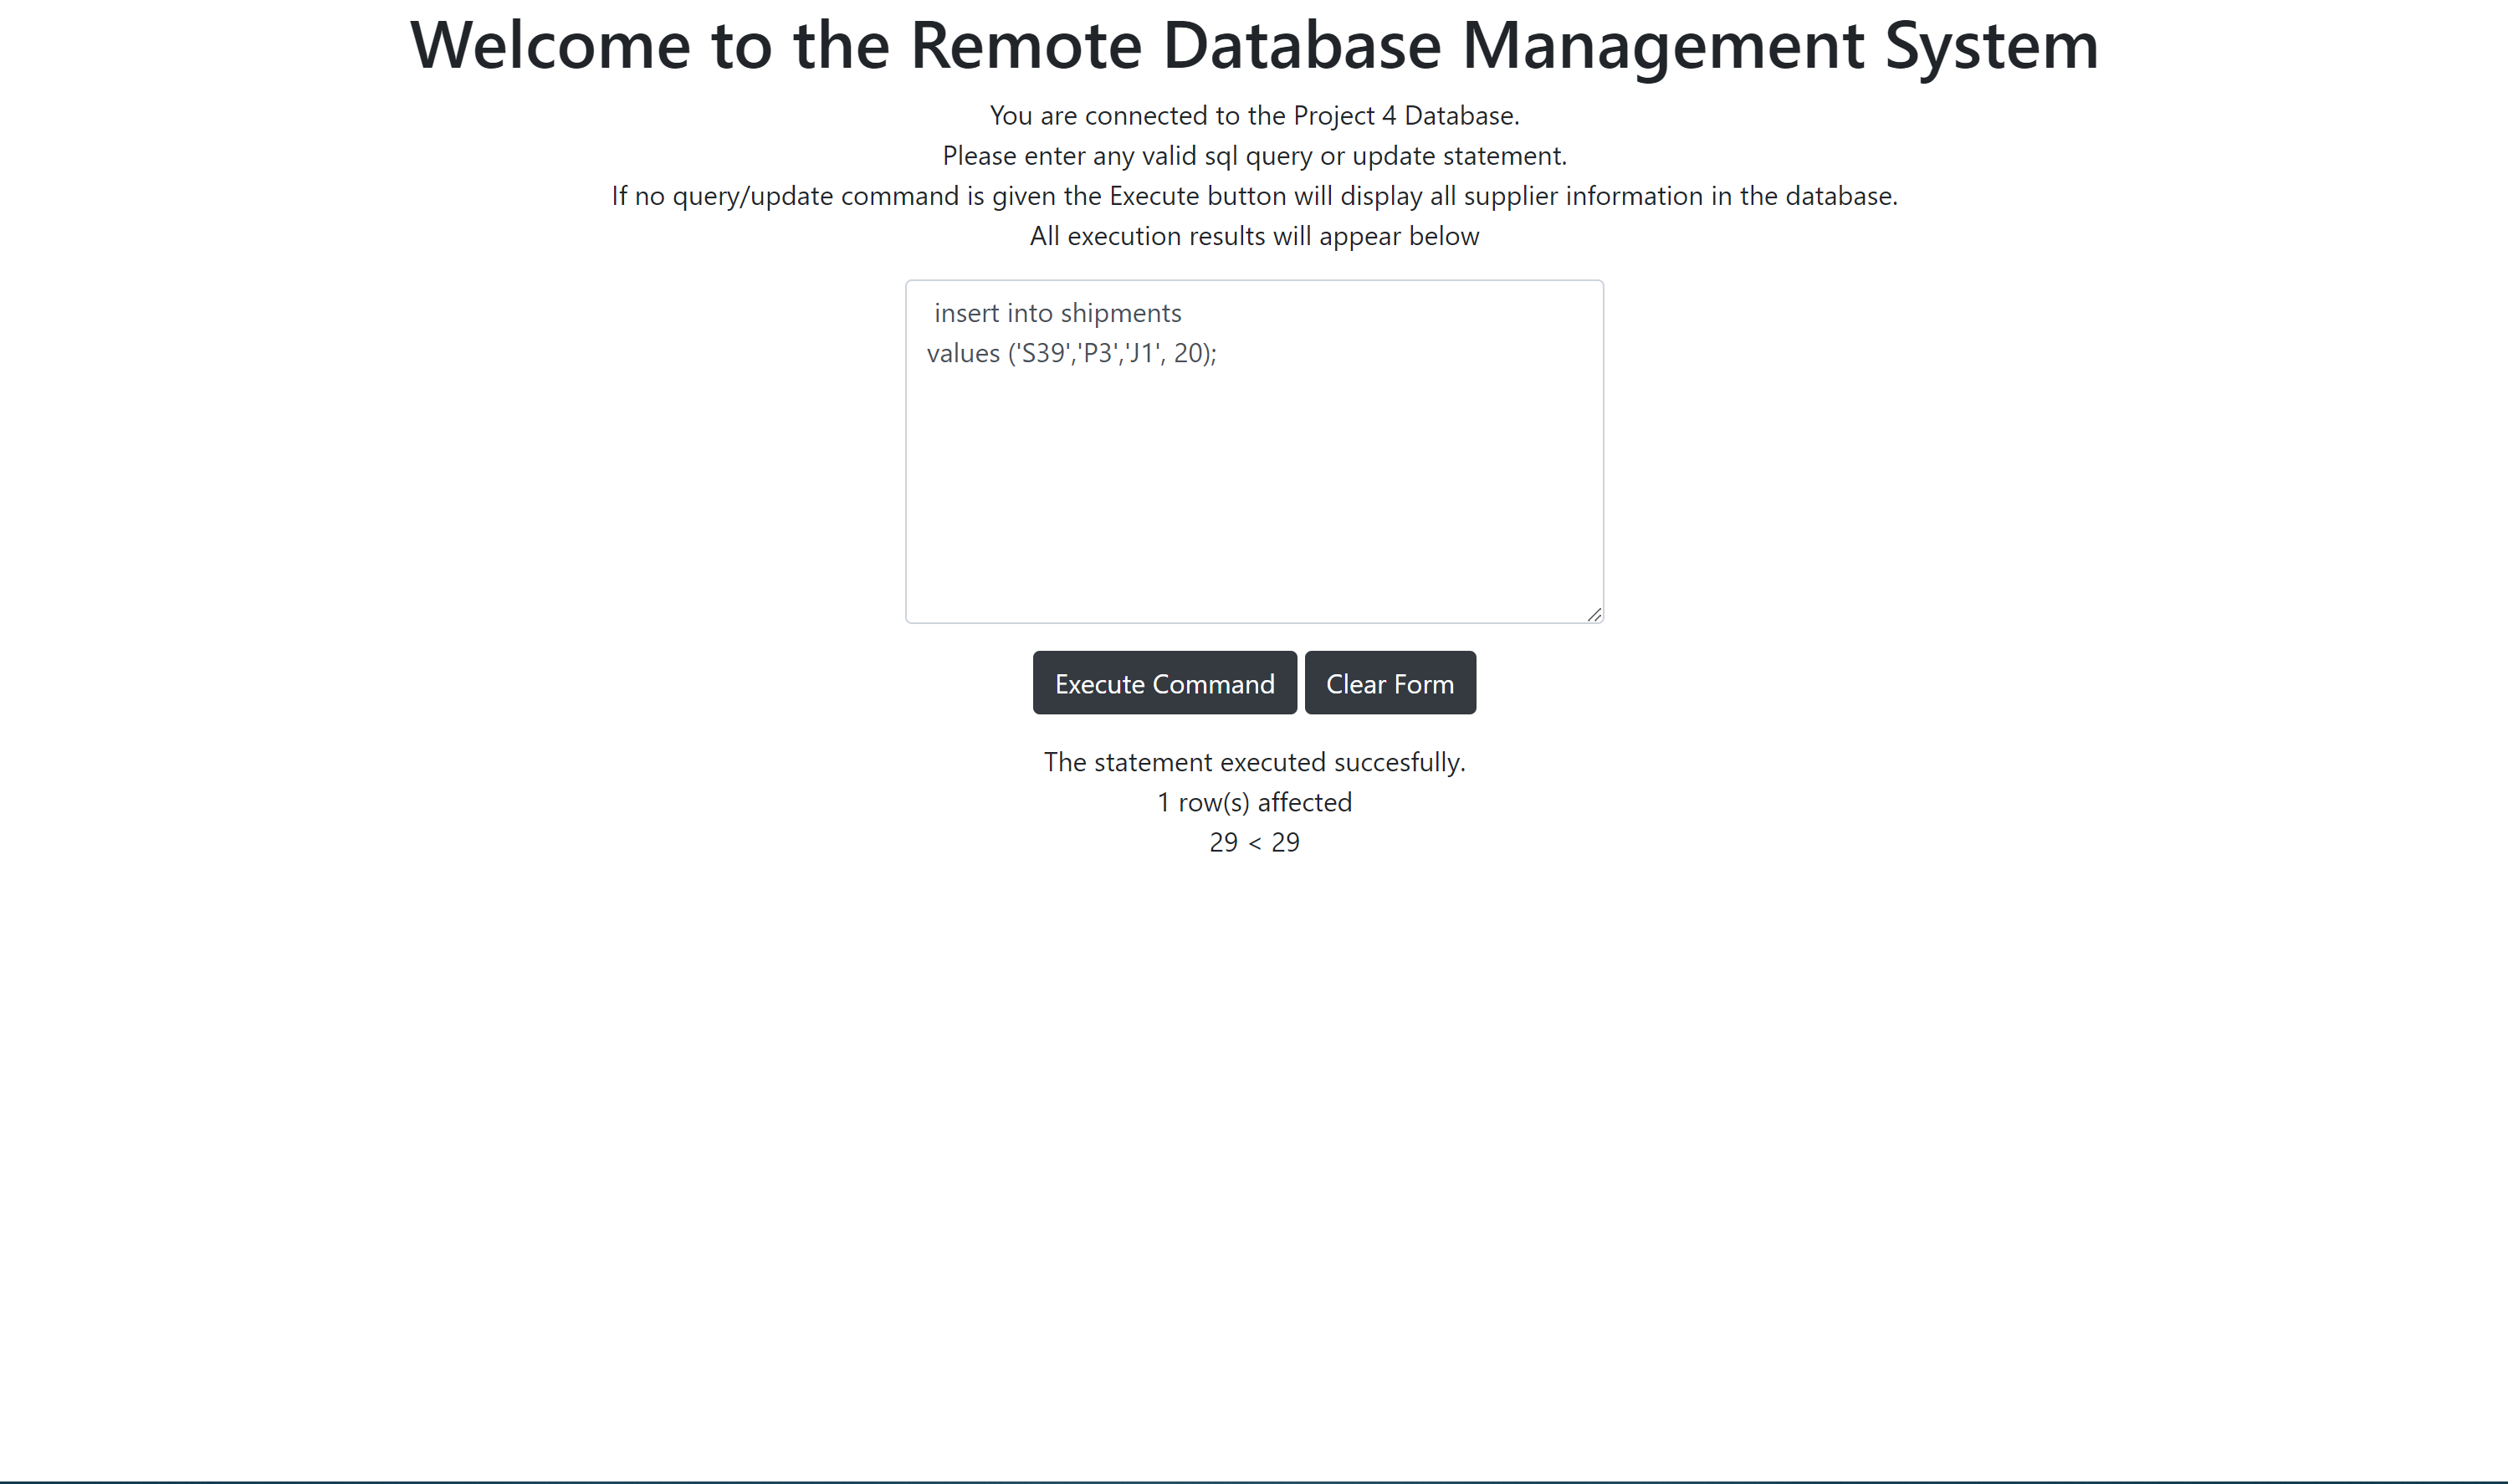 Welcome to the Remote Database Management System
You are connected to the Project 4 Database.
Please enter any valid sql query or update statement.
If no query/update command is given the Execute button will display all supplier information in the database.
All execution results will appear below
insert into shipments
values ('S39','P3','J1', 20);
Execute Command Clear Form
The statement executed succesfully.
1 row(s) affected
29 < 29